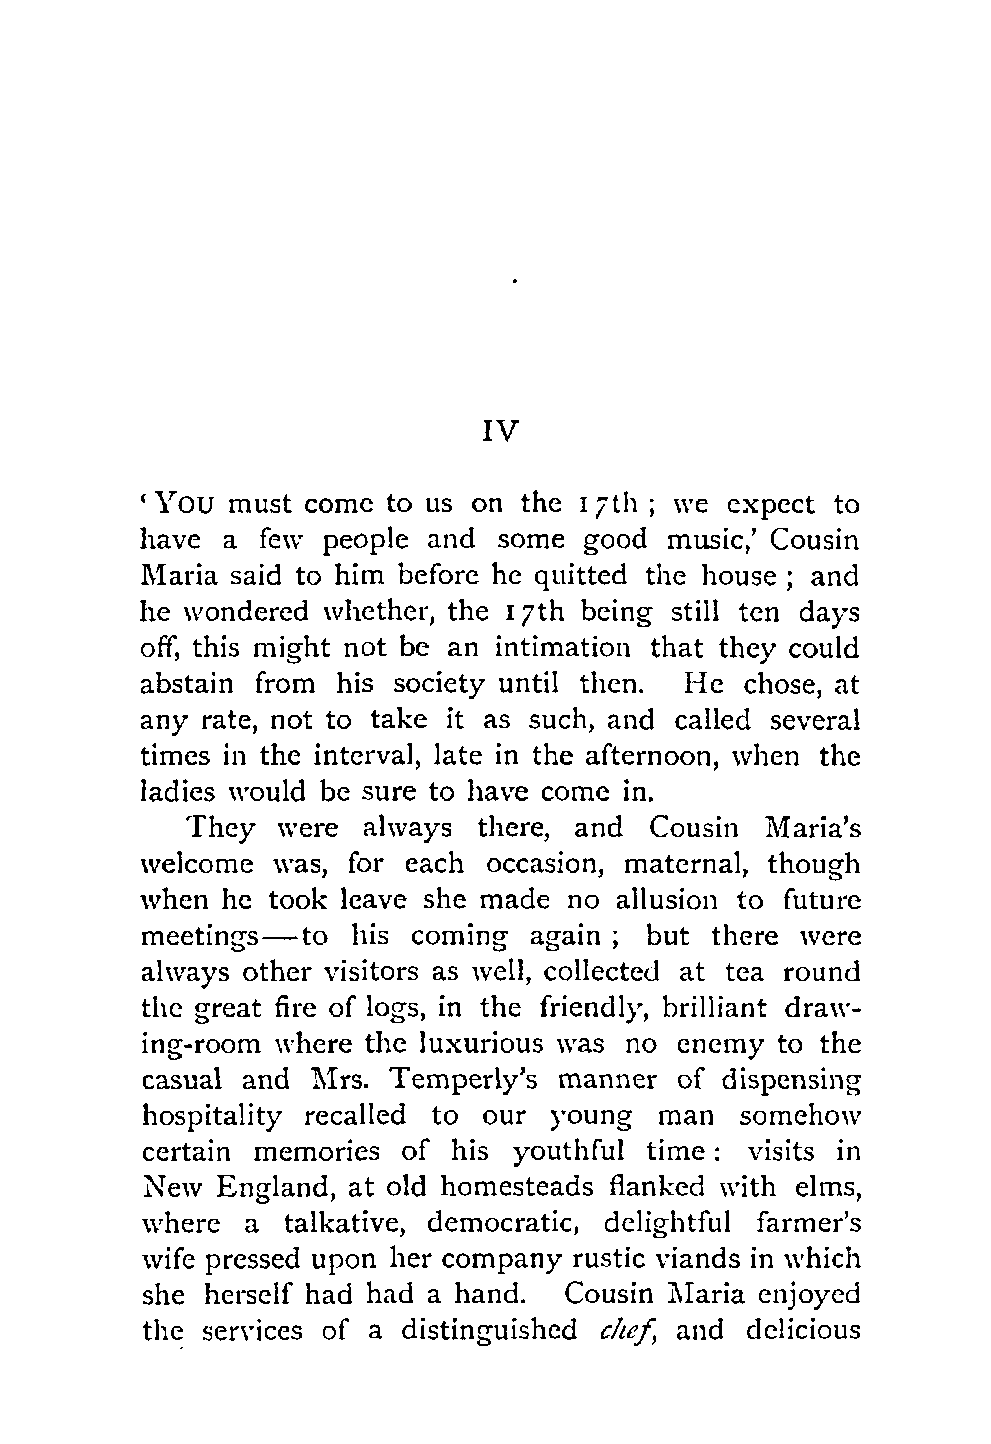 IV
‘ YOU must come to us on the 17th ; we expect to
have a few people and some good music,’ Cousin
Maria said to him before he quitted the house ; and
he wondered whether, the 17th being still ten days
off, this might not be an intimation that they could
abstain from his society until then. He chose, at
any rate, not to take it as such, and called several
times in the interval, late in the afternoon, when the
ladies would be sure to have come in.
They were always there, and Cousin Maria’s
welcome was, for each occasion, maternal, though
when he took leave she made no allusion to future
meetings—to his coming again ; but there were
always other visitors as well, collected at tea round
the great fire of logs, in the friendly, brilliant draw-
ing-room where the luxurious was no enemy to the
casual and Mrs. Temperly’s manner of dispensing
hospitality recalled to our young man somehow
certain memories of his youthful time : visits in
New England, at old homesteads flanked with elms,
where a talkative, democratic, delightful farmer’s
wife pressed upon her company rustic viands in which
she herself had had a hand. Cousin Maria enjoyed
the services of a distinguished chef, and delicious